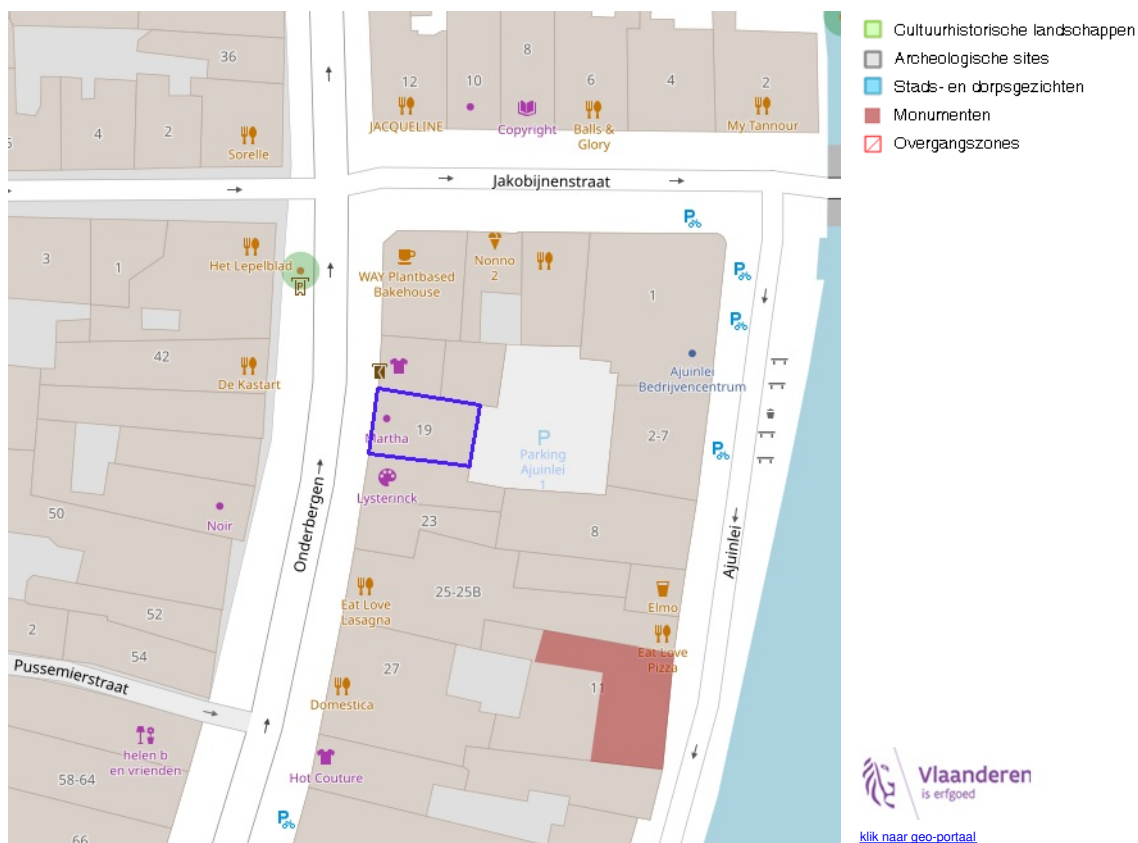 36
4
2
Sorelle
12
JACQUELINE
10
8
Copyright
6
Balls &
Glory
4
2
My Tannour
Jakobijnenstraat
3
1
Het Lepelblad
P
WAY Plantbased
Bakehouse
Nonno
2
1
P
P
P
42
De Kastart
Ajuinlei
Bedrijvencentrum
19
Martha
P
Parking
Ajuinlei
1
2-7
P
Lysterinck
23
8
50
Noir
Onderbergen
Ajuinlei
52
2
54
Eat Love
Lasagna
25-25B
Elmo
Eat Love
Pizza
Pussemierstraat
27
11
Domestica
helen b
en vrienden
58-64
Hot Couture
P
66
Cultuurhistorische landschappen
Archeologische sites
Stads- en dorpsgezichten
Monumenten
Overgangszones
Vlaanderen
is erfgoed
klik naar geo-portaal